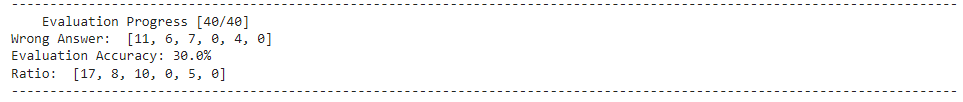 Evaluation Progress [40/40]
Wrong Answer:  [11, 6, 7, 0, 4, 0]
Evaluation Accuracy: 30.0%
Ratio:  [17, 8, 10, 0, 5, 0]